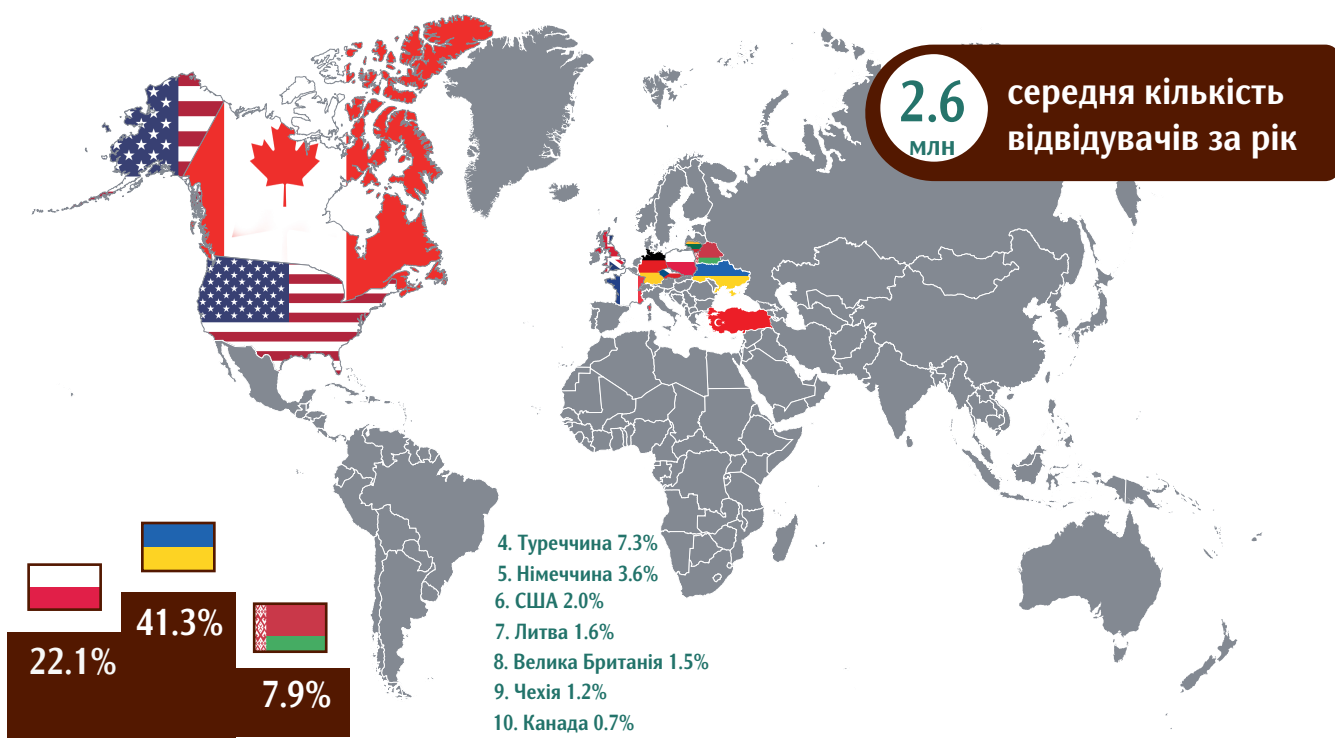 2.6
млн
середня кількість
відвідувачів за рік
22.1%
41.3%
7.9%
4. Туреччина 7.3%
5. Німеччина 3.6%
6. США 2.0%
7. Литва 1.6%
8. Велика Британія 1.5%
9. Чехія 1.2%
10. Канада 0.7%